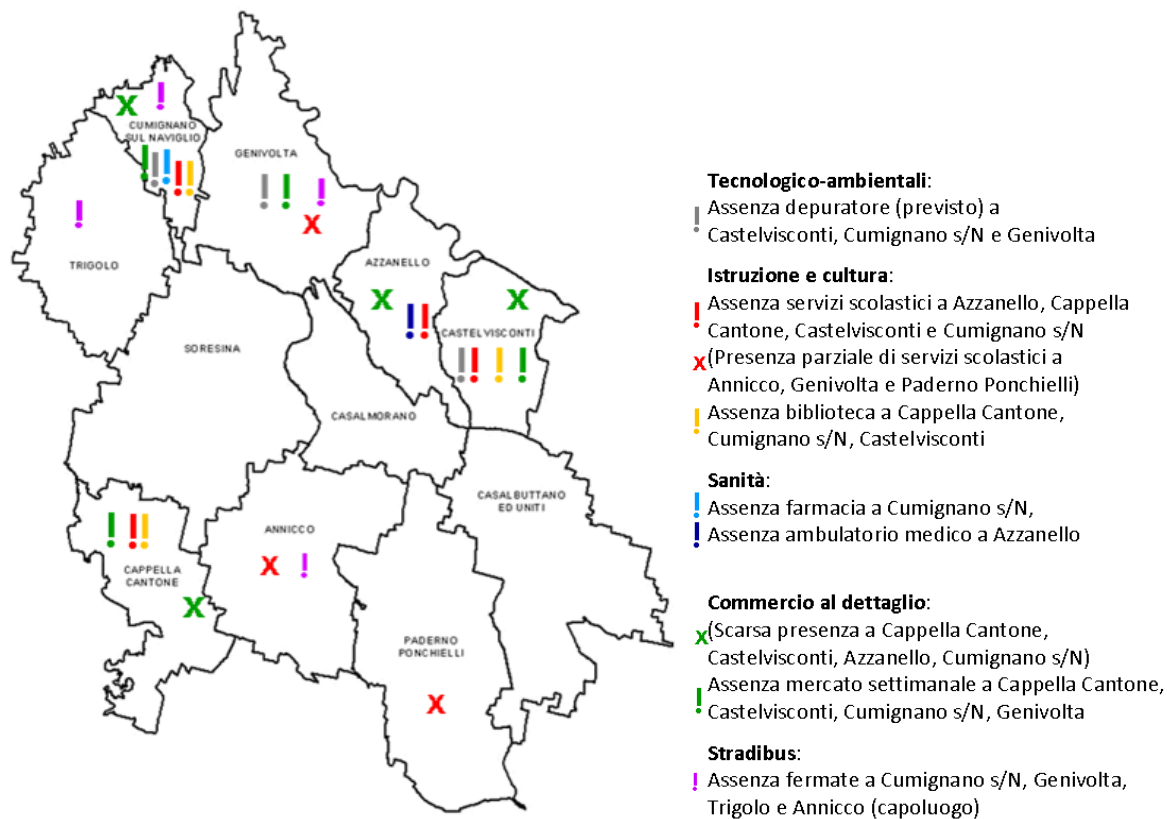 CUMIGNANO
SUL NAVIGLIO
GENIVOLTA
TRIGOLO
AZZANELLO
CASTELVISCONTI
SORESINA
CASALMORANO
CASALBUTTANO
ED UNITI
ANNICCO
CAPPELLA
CANTONE
PADERNO
PONCHIELLI
Tecnologico-ambientali:
! Assenza depuratore (previsto) a
Castelvisconti, Cumignano s/N e Genivolta
Istruzione e cultura:
! Assenza servizi scolastici a Azzanello, Cappella
Cantone, Castelvisconti e Cumignano s/N
X (Presenza parziale di servizi scolastici a
Annicco, Genivolta e Paderno Ponchielli)
! Assenza biblioteca a Cappella Cantone,
Cumignano s/N, Castelvisconti
Sanità:
! Assenza farmacia a Cumignano s/N,
! Assenza ambulatorio medico a Azzanello
Commercio al dettaglio:
X (Scarsa presenza a Cappella Cantone,
Castelvisconti, Azzanello, Cumignano s/N)
! Assenza mercato settimanale a Cappella Cantone,
Castelvisconti, Cumignano s/N, Genivolta
Stradibus:
! Assenza fermate a Cumignano s/N, Genivolta,
Trigolo e Annicco (capoluogo)